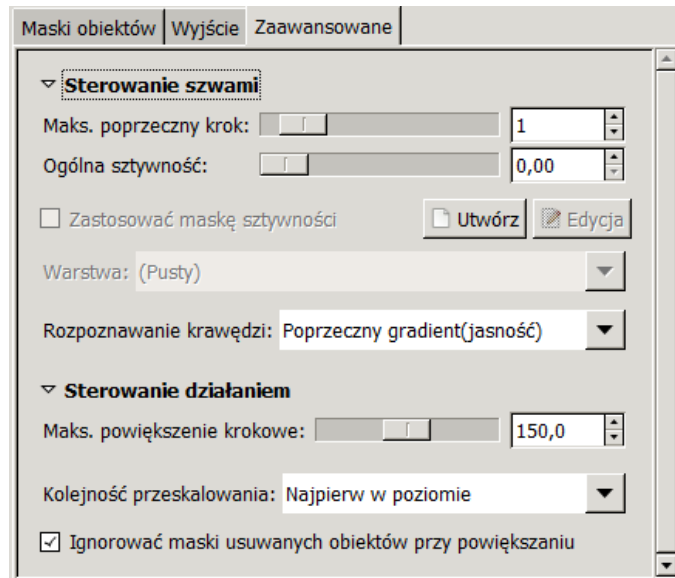 Maski obiektów Wyjście Zaawansowane
Sterowanie szwami
Maks. poprzeczny krok: 1
Ogólna sztywność: 0,00
Zastosować maskę sztywności Utwórz Edycja
Warstwa: (Pusty)
Rozpoznawanie krawędzi: Poprzeczny gradient(jasność)
Sterowanie działaniem
Maks. powiększenie krokowe: 150,0
Kolejność przeskalowania: Najpierw w poziomie
Ignorować maski usuwanych obiektów przy powiększaniu